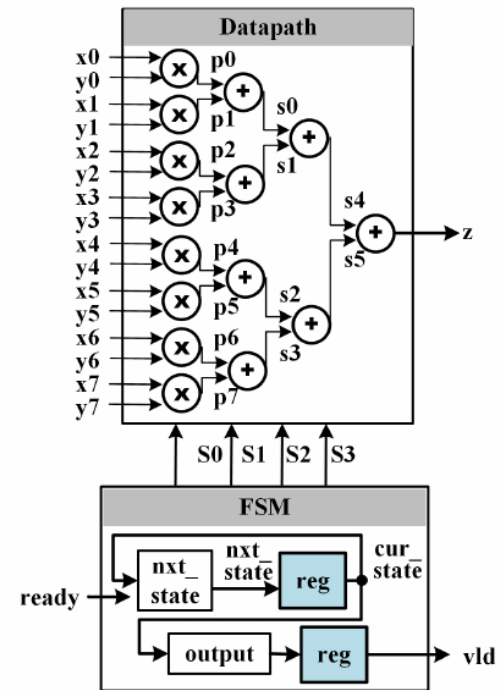 Datapath
x0
y0
x1
y1
x2
y2
x3
y3
x4
y4
x5
y5
x6
y6
x7
y7
x
x
x
x
x
x
x
x
p0
p1
p2
p3
p4
p5
p6
p7
+
+
+
+
s0
s1
s2
s3
+
+
s4
s5
+
z
S0 S1 S2 S3
FSM
ready
nxt_
state
nxt_
state
reg
cur_
state
output
reg
vld